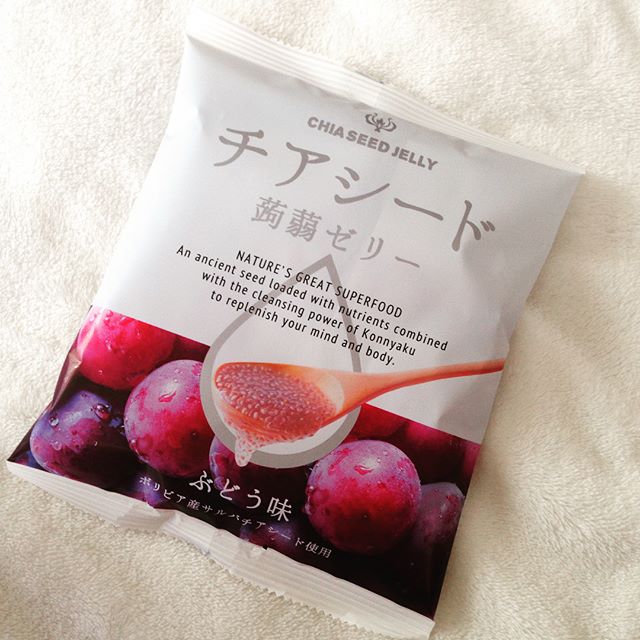 CHIA SEED JELLY
チアシード
蒟蒻ゼリー
NATURE'S GREAT SUPERFOOD
An ancient seed loaded with nutrients combined
with the cleansing power of Konnyaku
to replenish your mind and body.
ぶどう味
ボリビア産サルバチアシード使用